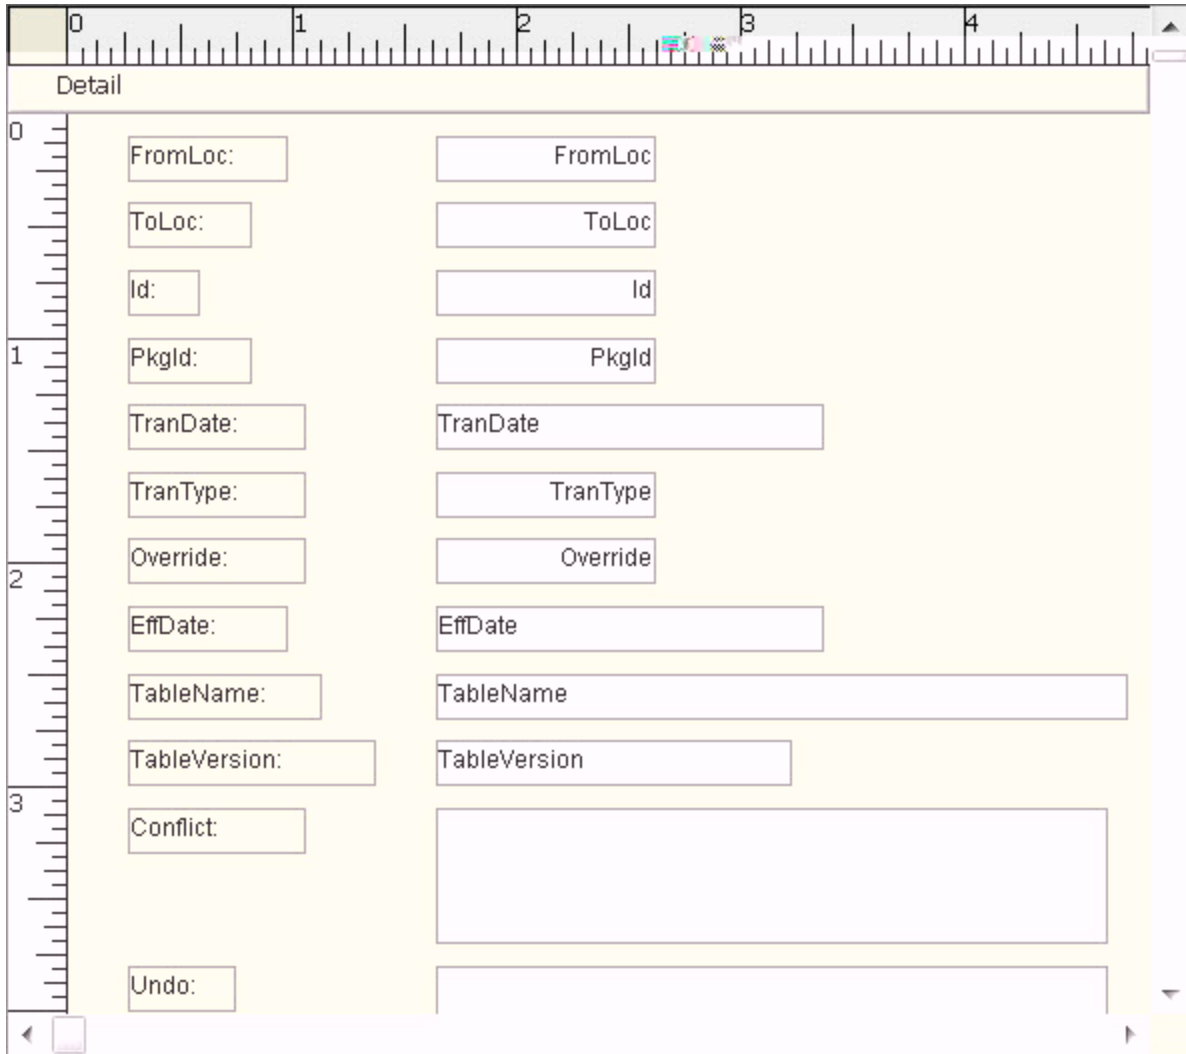 0 1 2 3 4
Detail
0
FromLoc: FromLoc
ToLoc: ToLoc
Id: Id
1
PkgId: PkgId
TranDate: TranDate
TranType: TranType
Override: Override
2
EffDate: EffDate
TableName: TableName
TableVersion: TableVersion
3
Conflict:
Undo: